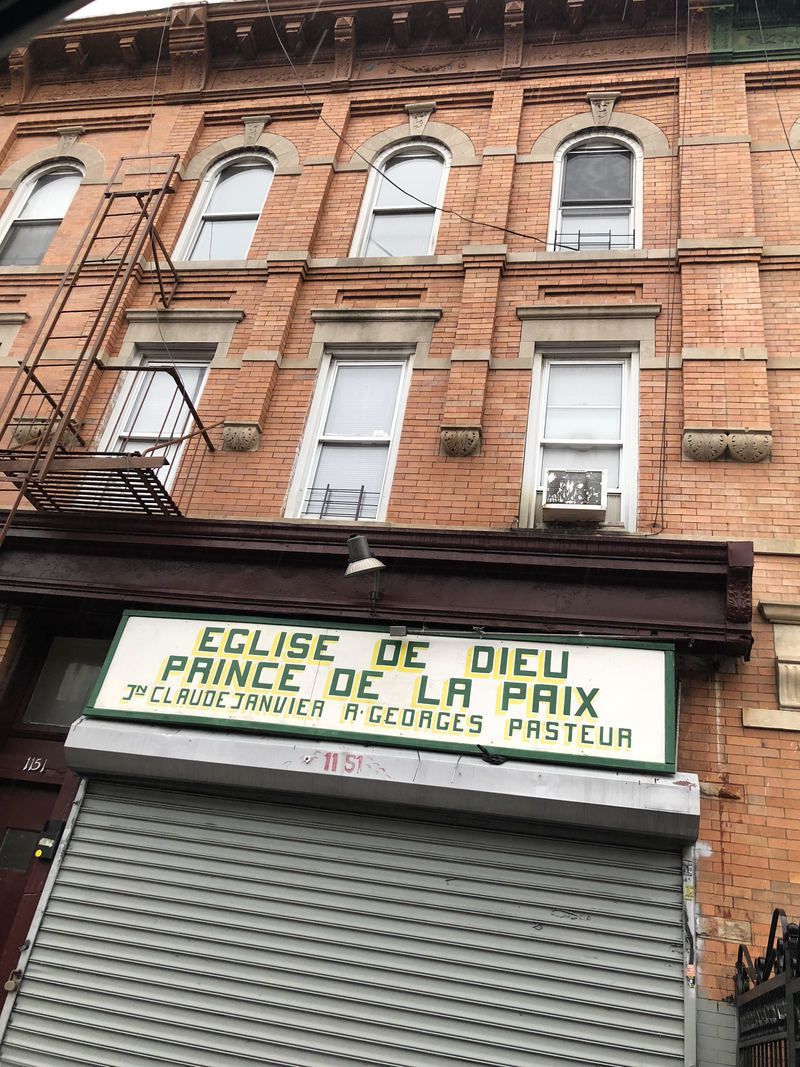 EGLISE DE DIEU
PRINCE DE LA PAIX
JN CLAUDE JANVIER A·GEORGES PASTEUR
1151
1151